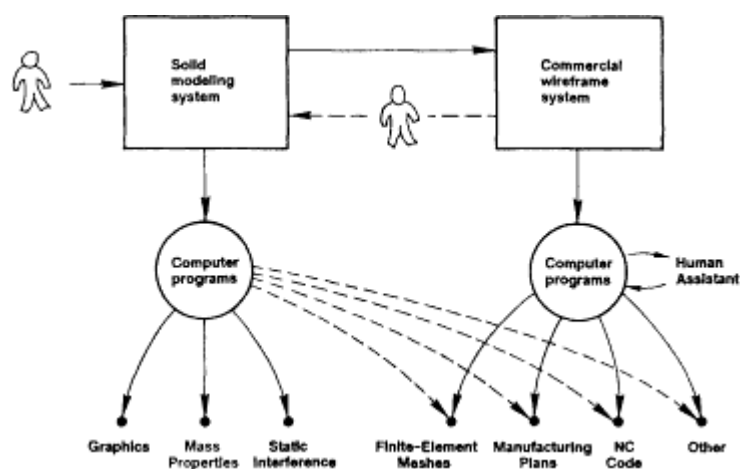 Solid
modeling
system
Commercial
wireframe
system
Computer
programs
Computer
programs
Human
Assistant
Graphics
Mass
Properties
Static
Interference
Finite-Element
Meshes
Manufacturing
Plans
NC
Code
Other